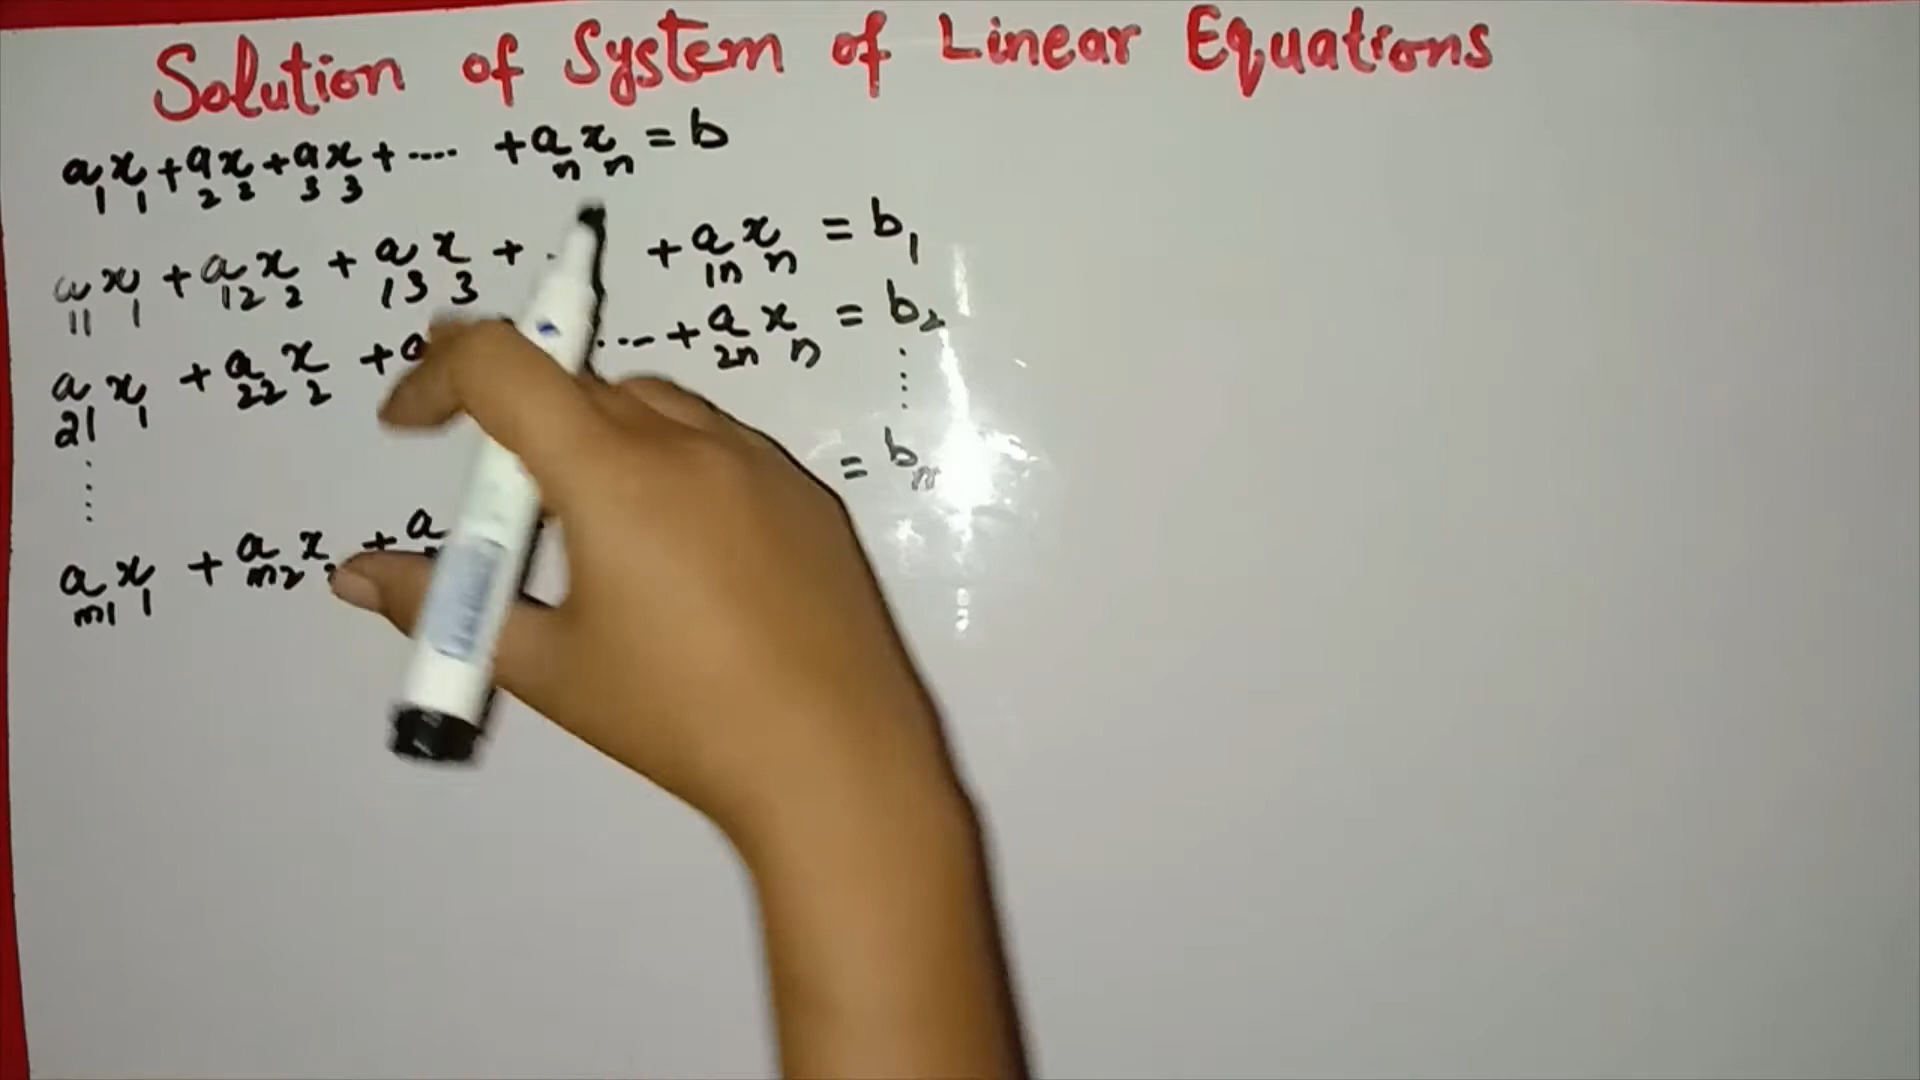 Solution of System of Linear Equations
a₁x₁ + a₂x₂ + a₃x₃ + .... + aₙxₙ = b
a₁₁x₁ + a₁₂x₂ + a₁₃x₃ + . + a₁ₙxₙ = b₁
a₂₁x₁ + a₂₂x₂ + a ...- + a₂ₙxₙ = b₂
aₘ₁x₁ + aₘ₂x₂ + a = b